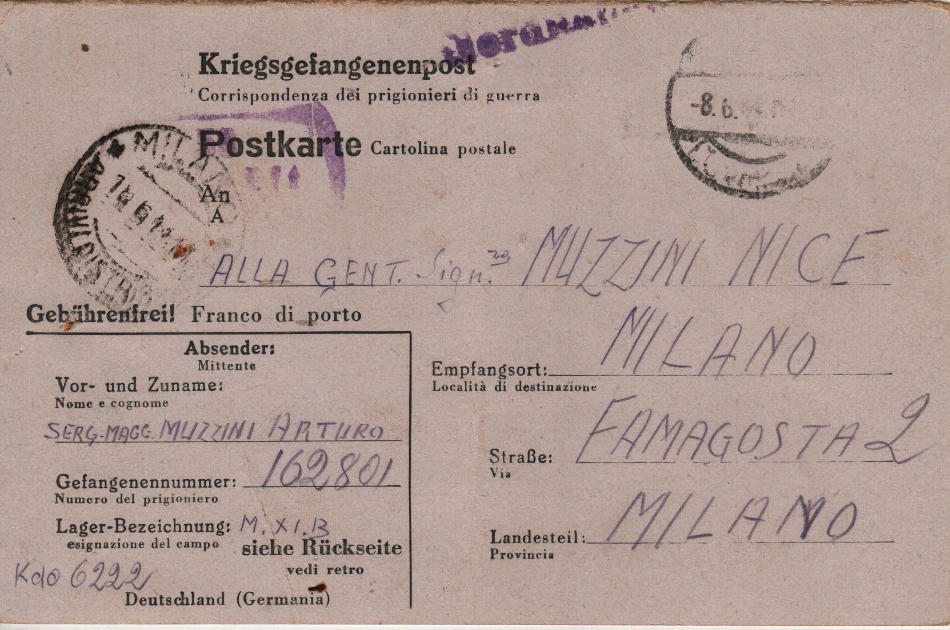 Kriegsgefangenenpost
Corrispondenza dei prigionieri di guerra
-8.6.
Postkarte Cartolina postale
MILANO
An
A
ALLA GENT. Sign.ra MUZZINI NICE
Gebührenfrei! Franco di porto
MILANO
Empfangsort:
Località di destinazione
FAMAGOSTA 2
Straße:
Via
MILANO
Landesteil:
Provincia
Absender:
Mittente
Vor- und Zuname:
Nome e cognome
SERG-MAGG. MUZZINI ARTURO
Gefangenennummer: 162801
Numero del prigioniero
Lager-Bezeichnung: M. XI.B
esignazione del campo
siehe Rückseite
vedi retro
Kdo 6222
Deutschland (Germania)